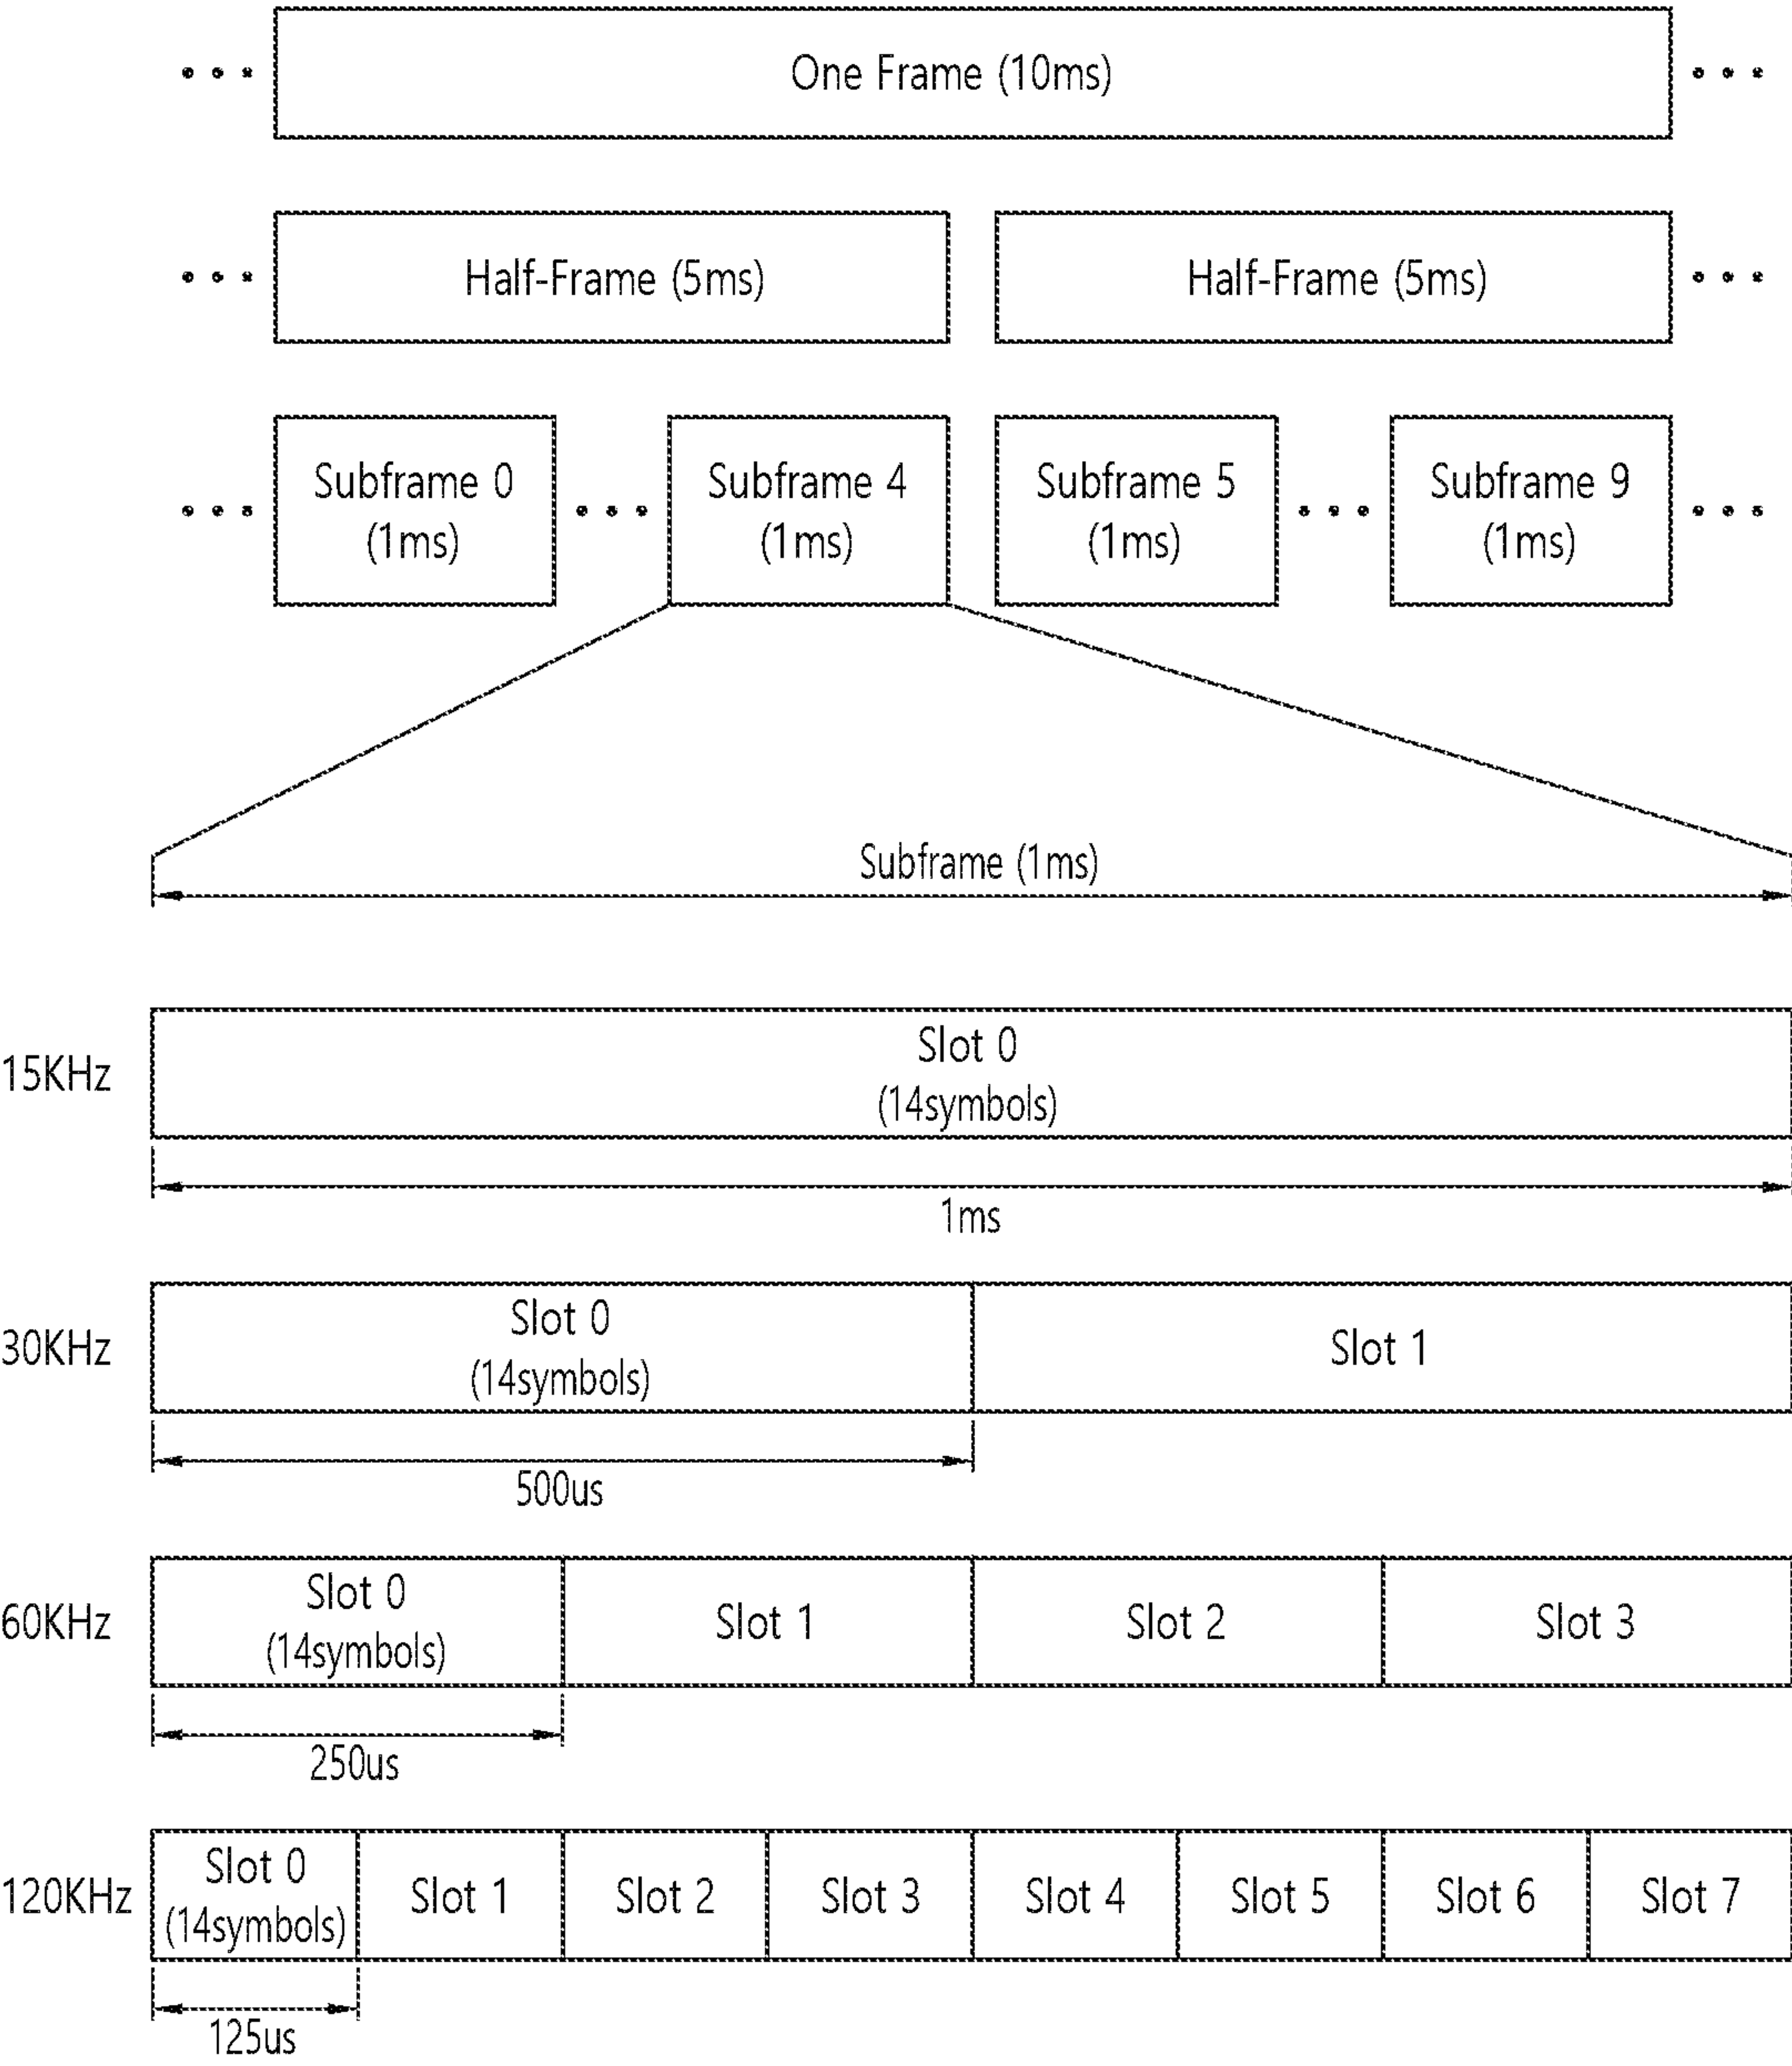 One Frame (10ms)
Half-Frame (5ms)
Half-Frame (5ms)
Subframe 0
(1ms)
Subframe 4
(1ms)
Subframe 5
(1ms)
Subframe 9
(1ms)
Subframe (1ms)
15KHz
Slot 0
(14symbols)
1ms
30KHz
Slot 0
(14symbols)
Slot 1
500us
60KHz
Slot 0
(14symbols)
Slot 1
Slot 2
Slot 3
250us
120KHz
Slot 0
(14symbols)
Slot 1
Slot 2
Slot 3
Slot 4
Slot 5
Slot 6
Slot 7
125us